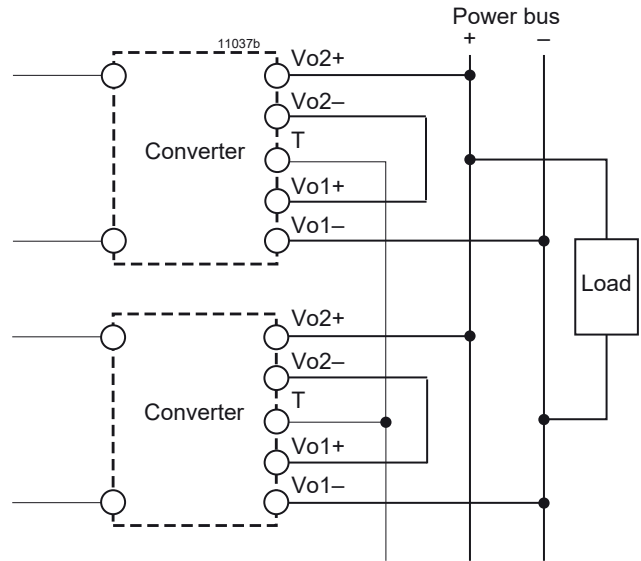 Power bus
+ –
11037b
Vo2+
Vo2–
T
Converter
Vo1+
Vo1–
Load
Vo2+
Vo2–
T
Converter
Vo1+
Vo1–